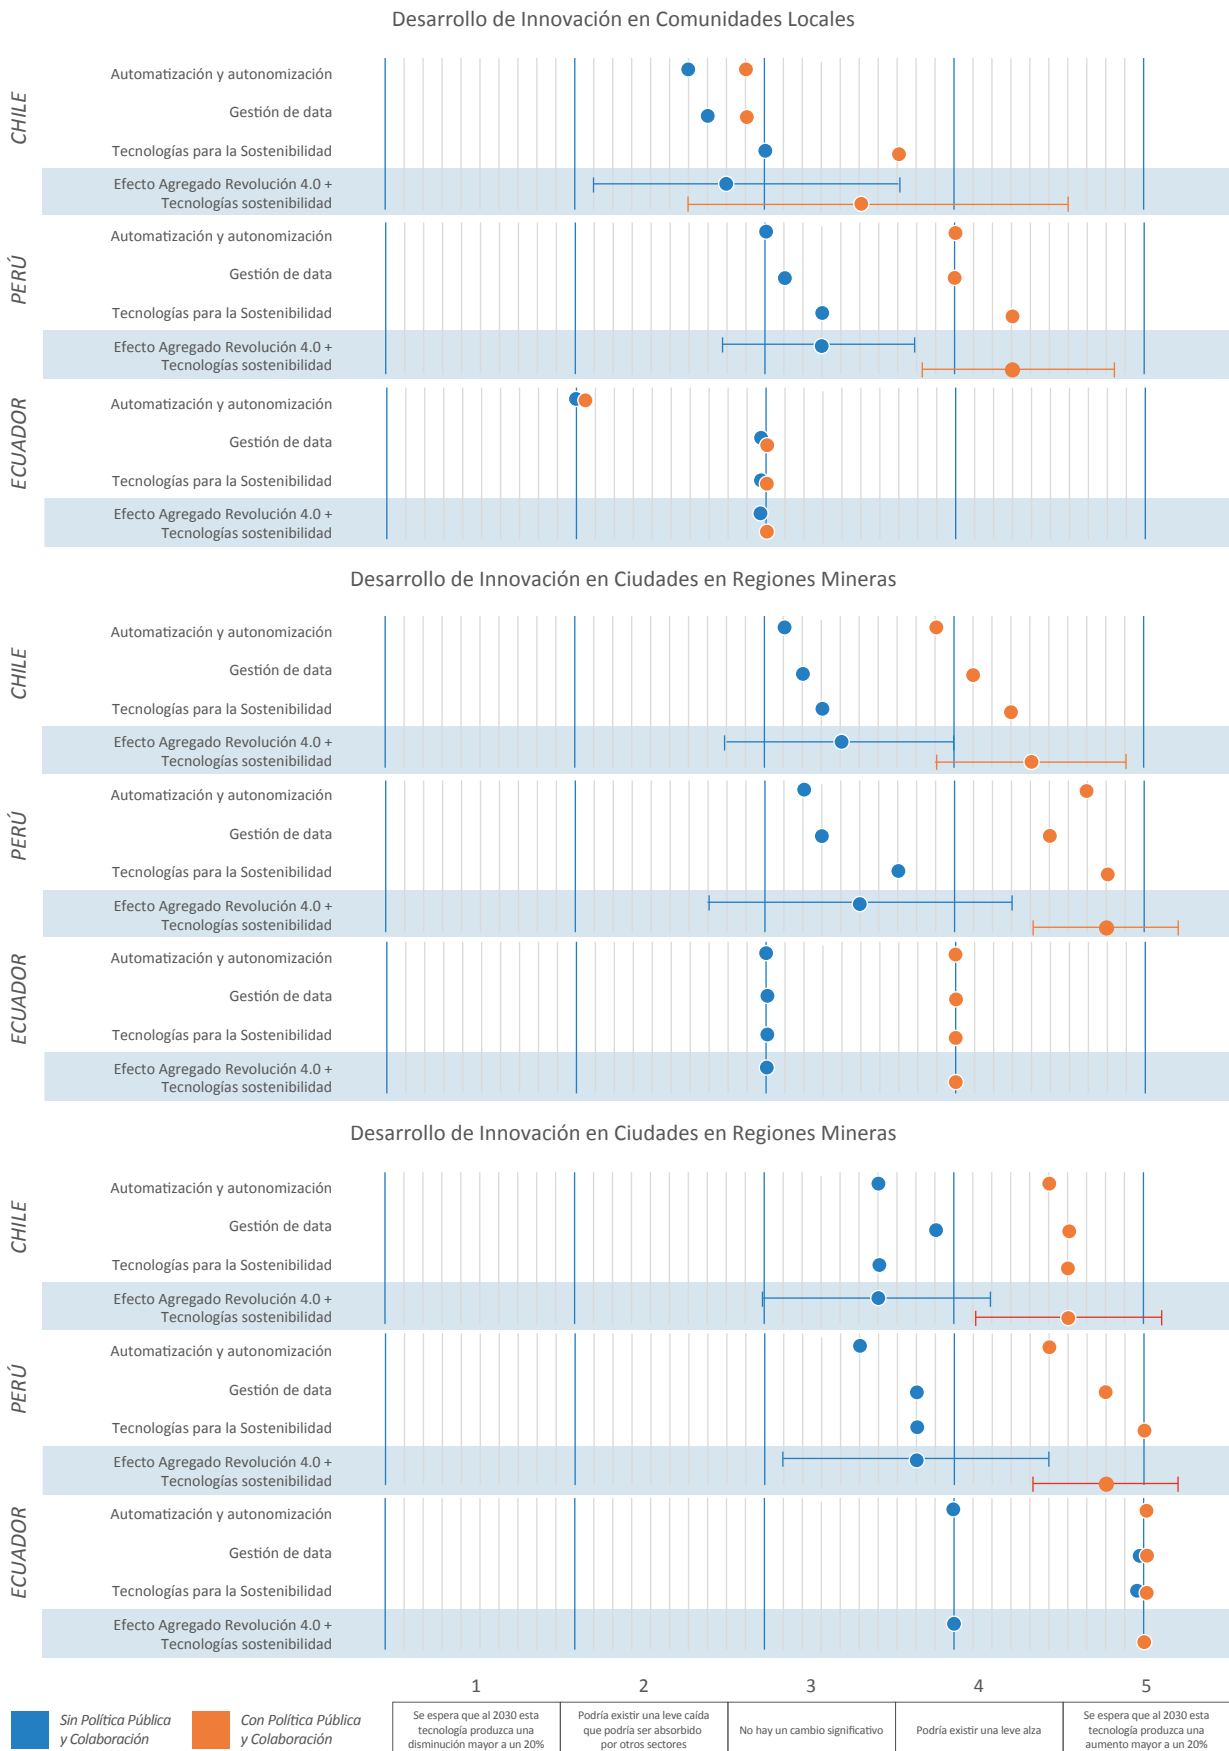 Desarrollo de Innovación en Comunidades Locales
CHILE
Automatización y autonomización
Gestión de data
Tecnologías para la Sostenibilidad
Efecto Agregado Revolución 4.0 +
Tecnologías sostenibilidad
PERÚ
Automatización y autonomización
Gestión de data
Tecnologías para la Sostenibilidad
Efecto Agregado Revolución 4.0 +
Tecnologías sostenibilidad
ECUADOR
Automatización y autonomización
Gestión de data
Tecnologías para la Sostenibilidad
Efecto Agregado Revolución 4.0 +
Tecnologías sostenibilidad
Desarrollo de Innovación en Ciudades en Regiones Mineras
CHILE
Automatización y autonomización
Gestión de data
Tecnologías para la Sostenibilidad
Efecto Agregado Revolución 4.0 +
Tecnologías sostenibilidad
PERÚ
Automatización y autonomización
Gestión de data
Tecnologías para la Sostenibilidad
Efecto Agregado Revolución 4.0 +
Tecnologías sostenibilidad
ECUADOR
Automatización y autonomización
Gestión de data
Tecnologías para la Sostenibilidad
Efecto Agregado Revolución 4.0 +
Tecnologías sostenibilidad
Desarrollo de Innovación en Ciudades en Regiones Mineras
CHILE
Automatización y autonomización
Gestión de data
Tecnologías para la Sostenibilidad
Efecto Agregado Revolución 4.0 +
Tecnologías sostenibilidad
PERÚ
Automatización y autonomización
Gestión de data
Tecnologías para la Sostenibilidad
Efecto Agregado Revolución 4.0 +
Tecnologías sostenibilidad
ECUADOR
Automatización y autonomización
Gestión de data
Tecnologías para la Sostenibilidad
Efecto Agregado Revolución 4.0 +
Tecnologías sostenibilidad
1 2 3 4 5
Sin Política Pública
y Colaboración
Con Política Pública
y Colaboración
Se espera que al 2030 esta
tecnología produzca una
disminución mayor a un 20%
Podría existir una leve caída
que podría ser absorbido
por otros sectores
No hay un cambio significativo
Podría existir una leve alza
Se espera que al 2030 esta
tecnología produzca una
aumento mayor a un 20%